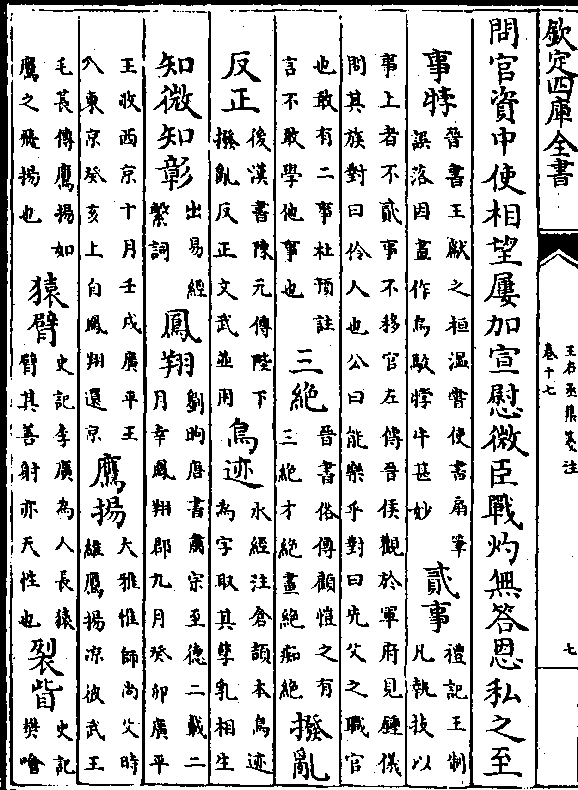 欽定四庫全書
王右丞集箋注
卷十七
七
問官資中使相望屢加宣慰微臣戰灼無答恩私之至
事牸
晉書王獻之桓溫嘗使書扇筆
誤落因畫作烏駮牸牛甚妙
貳事
禮記王制
凡執技以
事上者不貳事不移官左傳晉侯觀於軍府見鍾儀
問其族對曰伶人也公曰能樂乎對曰先父之職官
也敢有二事杜預註
言不敢學他事也
三絶
晉書俗傳顧愷之有
三絶才絶畫絶痴絶
撥亂
反正
後漢書陳元傳陛下
撥亂反正文武並用
鳥迹
水經注倉頡本鳥迹
為字取其孳乳相生
知微知彰
出易經
繫詞
鳳翔
劉昫唐書肅宗至德二載二
月幸鳳翔郡九月癸卯廣平
王收西京十月壬戌廣平王
入東京癸亥上自鳳翔還京
鷹揚
大雅惟師尚父時
維鷹揚涼彼武王
毛萇傳鷹揚如
鷹之飛揚也
猿臂
史記李廣為人長猿
臂其善射亦天性也
裂眥
史記
樊噲